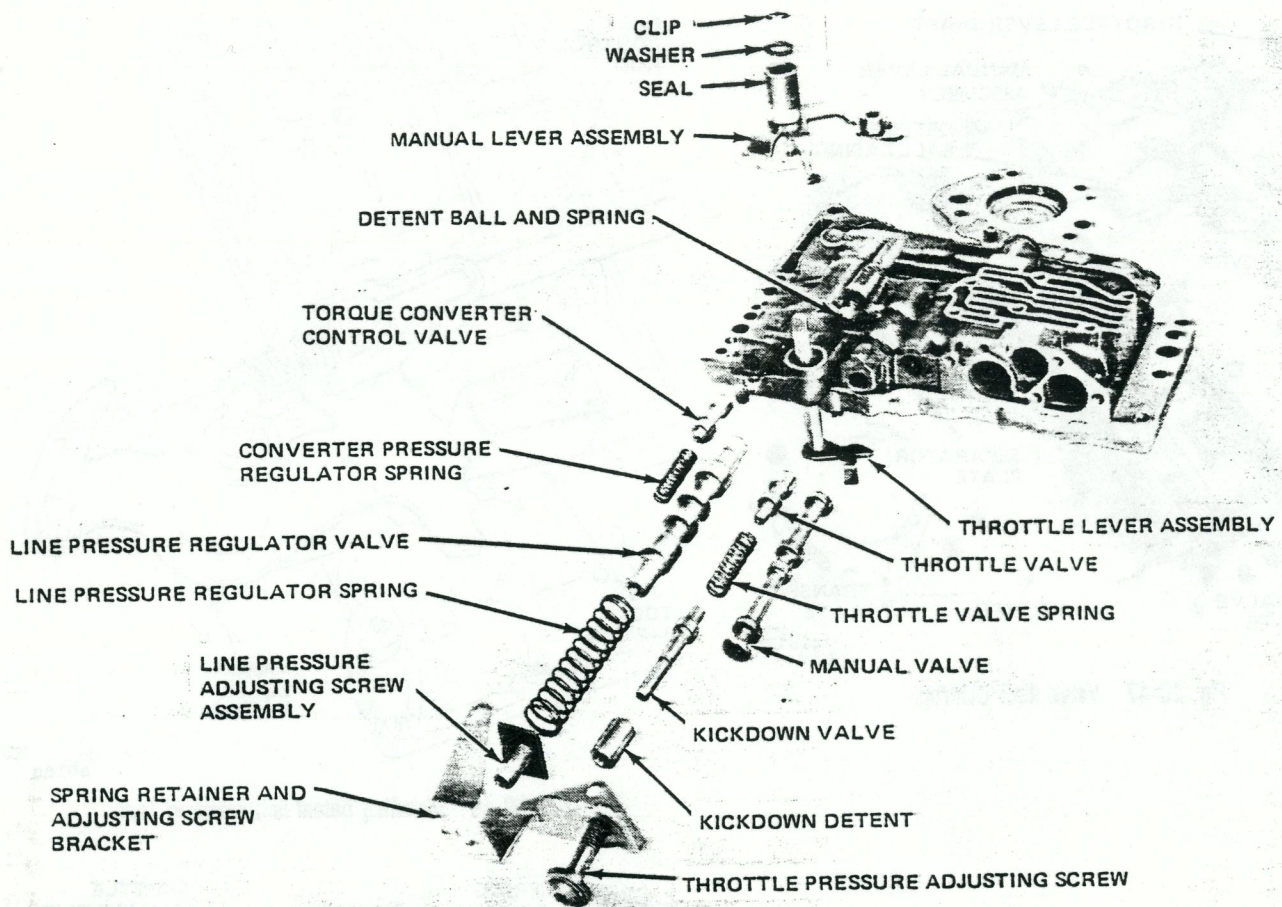 CLIP
WASHER
SEAL
MANUAL LEVER ASSEMBLY
DETENT BALL AND SPRING
TORQUE CONVERTER
CONTROL VALVE
CONVERTER PRESSURE
REGULATOR SPRING
LINE PRESSURE REGULATOR VALVE
LINE PRESSURE REGULATOR SPRING
LINE PRESSURE
ADJUSTING SCREW
ASSEMBLY
SPRING RETAINER AND
ADJUSTING SCREW
BRACKET
THROTTLE LEVER ASSEMBLY
THROTTLE VALVE
THROTTLE VALVE SPRING
MANUAL VALVE
KICKDOWN VALVE
KICKDOWN DETENT
THROTTLE PRESSURE ADJUSTING SCREW